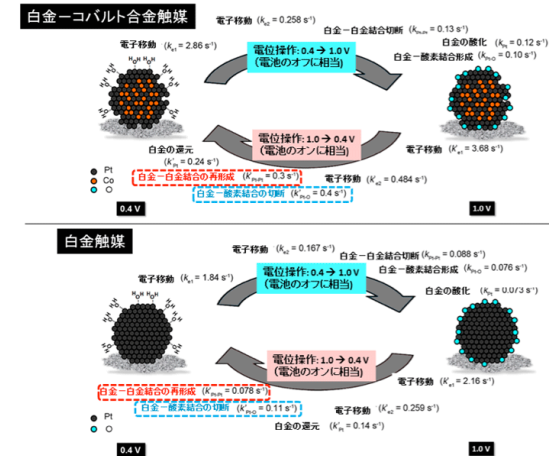 白金ーコバルト合金触媒
電子移動 (ke2 = 0.258 s-1)
白金ー白金結合切断 (kPt-Pt = 0.13 s-1)
電子移動 (ke1 = 2.86 s-1)
電位操作: 0.4 → 1.0 V
(電池のオフに相当)
白金の酸化 (kPt = 0.12 s-1)
白金ー酸素結合形成 (kPt-O = 0.10 s-1)
電位操作: 1.0 → 0.4 V
(電池のオンに相当)
白金の還元
(k'Pt = 0.24 s-1)
電子移動 (k'e1 = 3.68 s-1)
白金ー白金結合の再形成 (k'Pt-Pt = 0.3 s-1)
電子移動 (k'e2 = 0.484 s-1)
白金ー酸素結合の切断 (k'Pt-O = 0.4 s-1)
Pt
Co
O
0.4 V
1.0 V
白金触媒
電子移動 (ke2 = 0.167 s-1)
白金ー白金結合切断 (kPt-Pt = 0.088 s-1)
電子移動 (ke1 = 1.84 s-1)
電位操作: 0.4 → 1.0 V
(電池のオフに相当)
白金ー酸素結合形成 (kPt-O = 0.076 s-1)
白金の酸化 (kPt = 0.073 s-1)
電位操作: 1.0 → 0.4 V
(電池のオンに相当)
電子移動 (k'e1 = 2.16 s-1)
白金ー白金結合の再形成 (k'Pt-Pt = 0.078 s-1)
白金ー酸素結合の切断 (k'Pt-O = 0.11 s-1)
電子移動 (k'e2 = 0.259 s-1)
白金の還元 (k'Pt = 0.14 s-1)
Pt
O
0.4 V
1.0 V